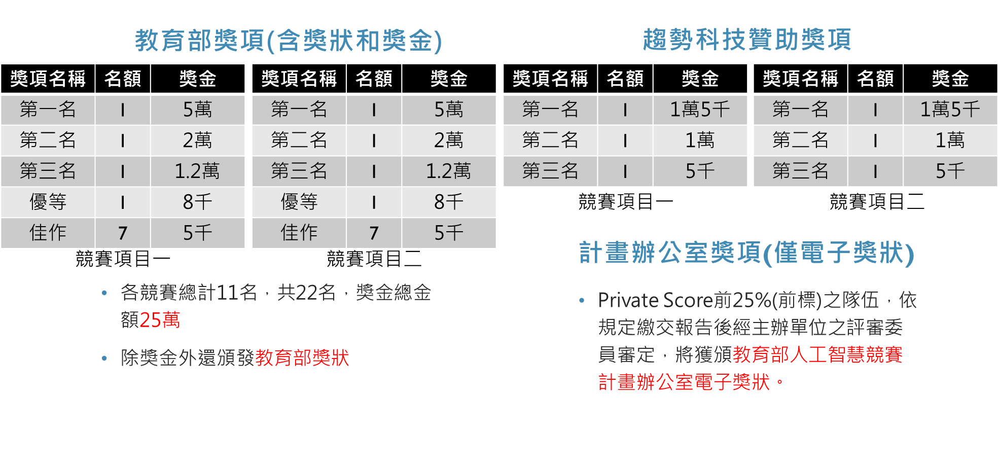 教育部獎項(含獎狀和獎金)
獎項名稱 名額 獎金
第一名 1 5萬
第二名 1 2萬
第三名 1 1.2萬
優等 1 8千
佳作 7 5千
競賽項目一
獎項名稱 名額 獎金
第一名 1 5萬
第二名 1 2萬
第三名 1 1.2萬
優等 1 8千
佳作 7 5千
競賽項目二
• 各競賽總計11名，共22名，獎金總金
額25萬
• 除獎金外還頒發教育部獎狀
趨勢科技贊助獎項
獎項名稱 名額 獎金
第一名 1 1萬5千
第二名 1 1萬
第三名 1 5千
競賽項目一
獎項名稱 名額 獎金
第一名 1 1萬5千
第二名 1 1萬
第三名 1 5千
競賽項目二
計畫辦公室獎項(僅電子獎狀)
• Private Score前25%(前標)之隊伍，依
規定繳交報告後經主辦單位之評審委
員審定，將獲頒教育部人工智慧競賽
計畫辦公室電子獎狀。